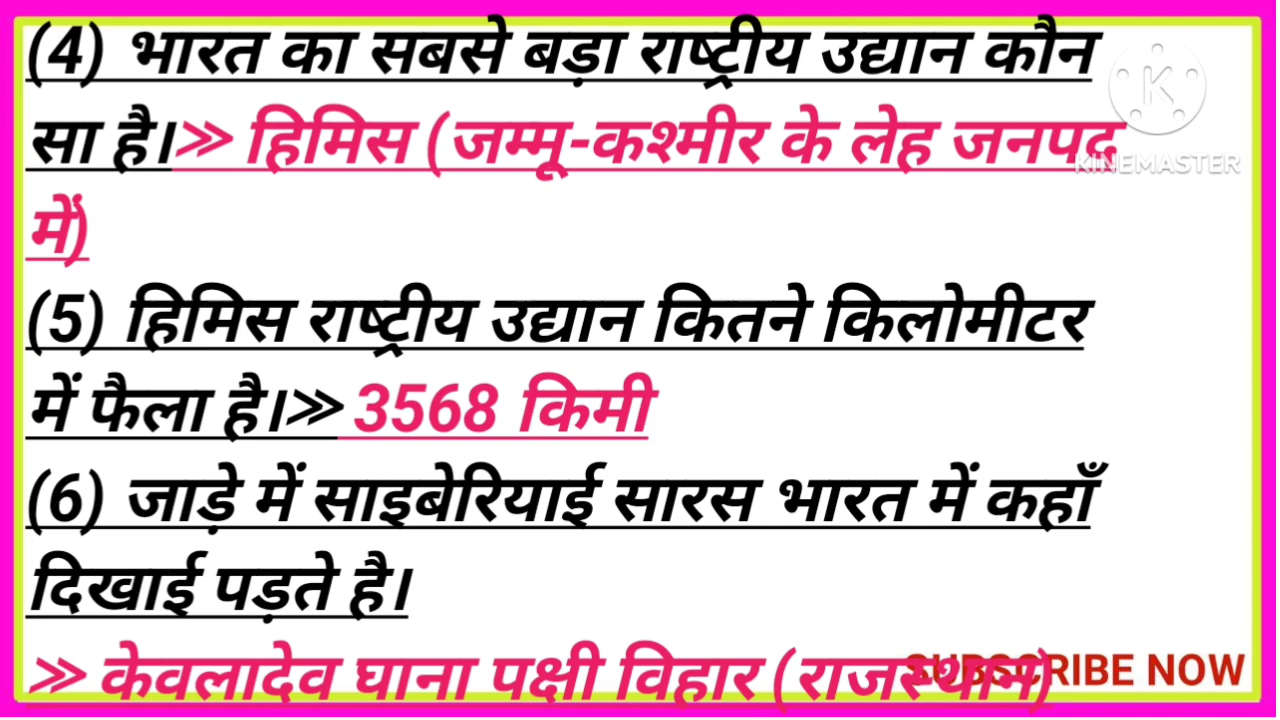 (4) भारत का सबसे बड़ा राष्ट्रीय उद्यान कौन
सा है।≫ हिमिस (जम्मू-कश्मीर के लेह जनपद
में)
(5) हिमिस राष्ट्रीय उद्यान कितने किलोमीटर
में फैला है।≫ 3568 किमी
(6) जाड़े में साइबेरियाई सारस भारत में कहाँ
दिखाई पड़ते है।
≫ केवलादेव घाना पक्षी विहार (राजस्थान)
K
KINEMASTER
SUBSCRIBE NOW